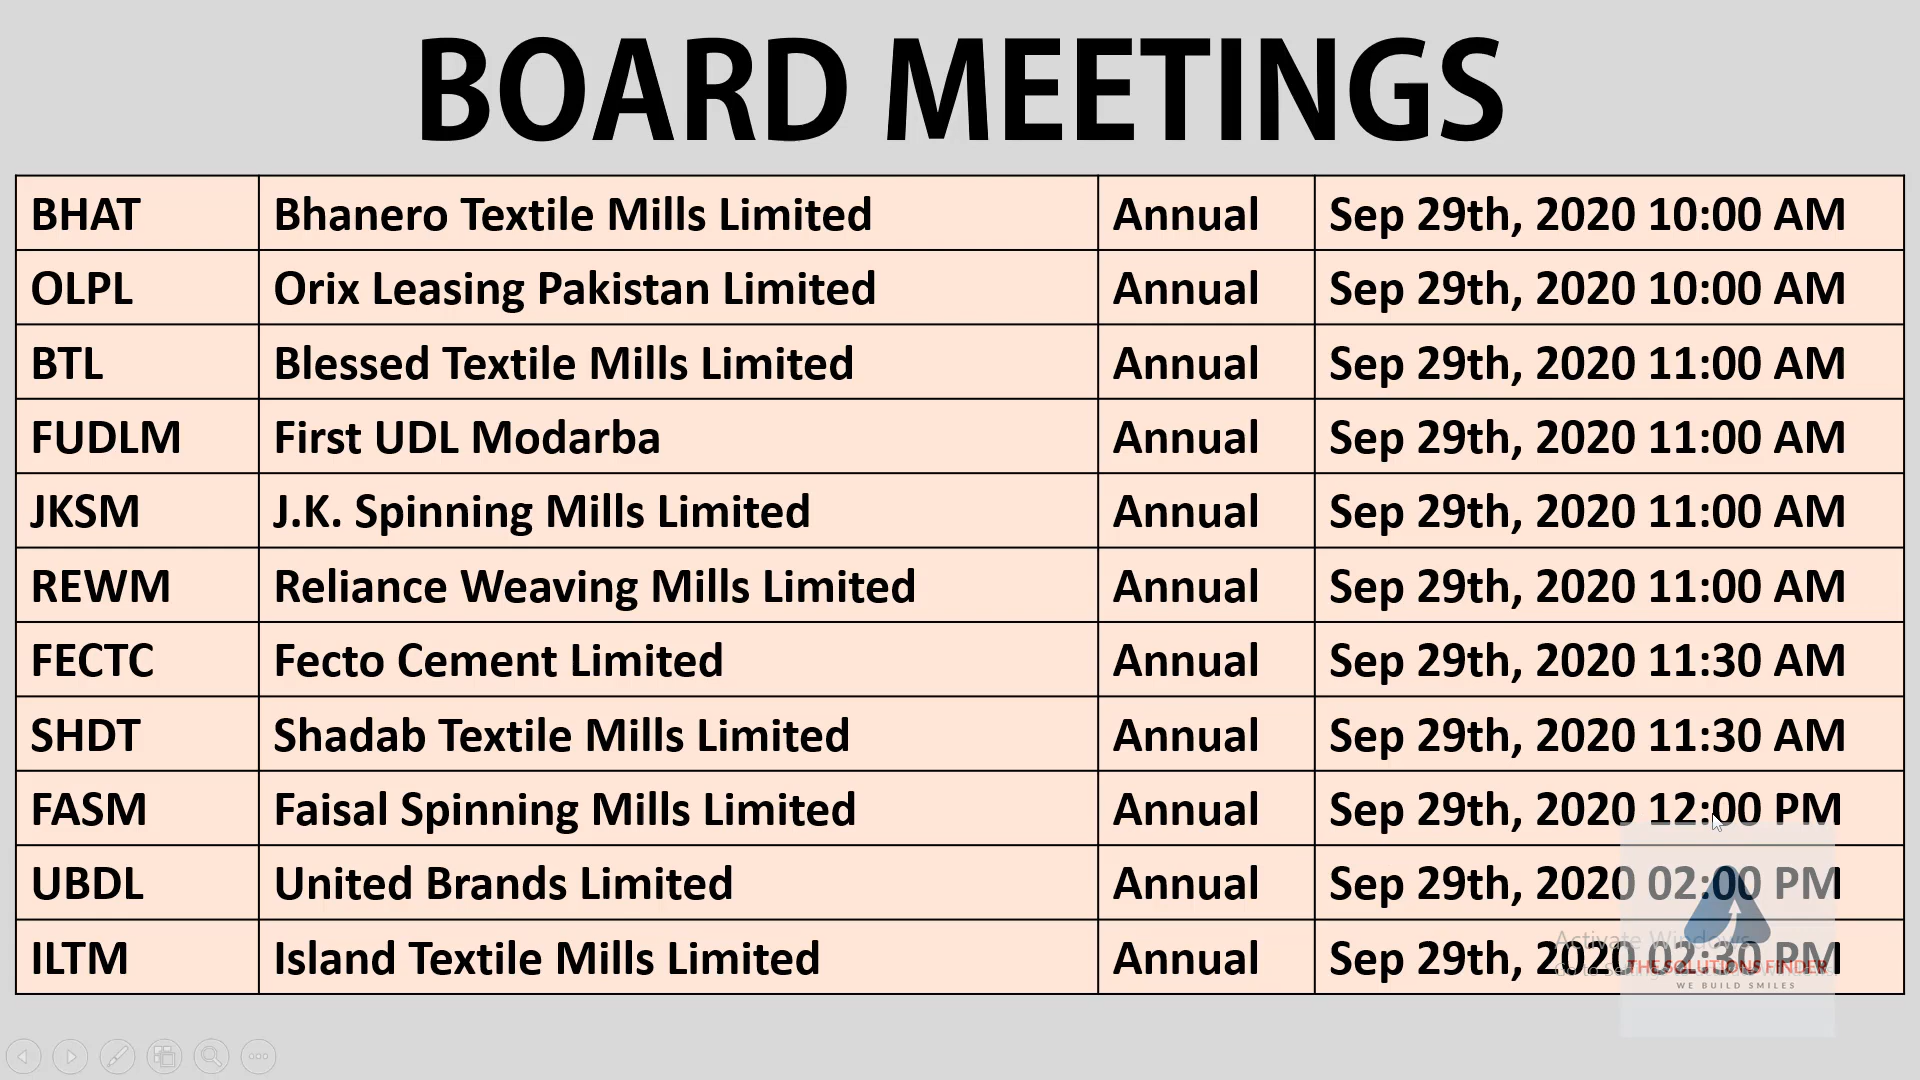 BOARD MEETINGS
BHAT Bhanero Textile Mills Limited Annual Sep 29th, 2020 10:00 AM
OLPL Orix Leasing Pakistan Limited Annual Sep 29th, 2020 10:00 AM
BTL Blessed Textile Mills Limited Annual Sep 29th, 2020 11:00 AM
FUDLM First UDL Modarba Annual Sep 29th, 2020 11:00 AM
JKSM J.K. Spinning Mills Limited Annual Sep 29th, 2020 11:00 AM
REWM Reliance Weaving Mills Limited Annual Sep 29th, 2020 11:00 AM
FECTC Fecto Cement Limited Annual Sep 29th, 2020 11:30 AM
SHDT Shadab Textile Mills Limited Annual Sep 29th, 2020 11:30 AM
FASM Faisal Spinning Mills Limited Annual Sep 29th, 2020 12:00 PM
UBDL United Brands Limited Annual Sep 29th, 2020 02:00 PM
ILTM Island Textile Mills Limited Annual Sep 29th, 2020 02:30 PM
Activate Windows
THE SOLUTIONS FINDER
WE BUILD SMILES